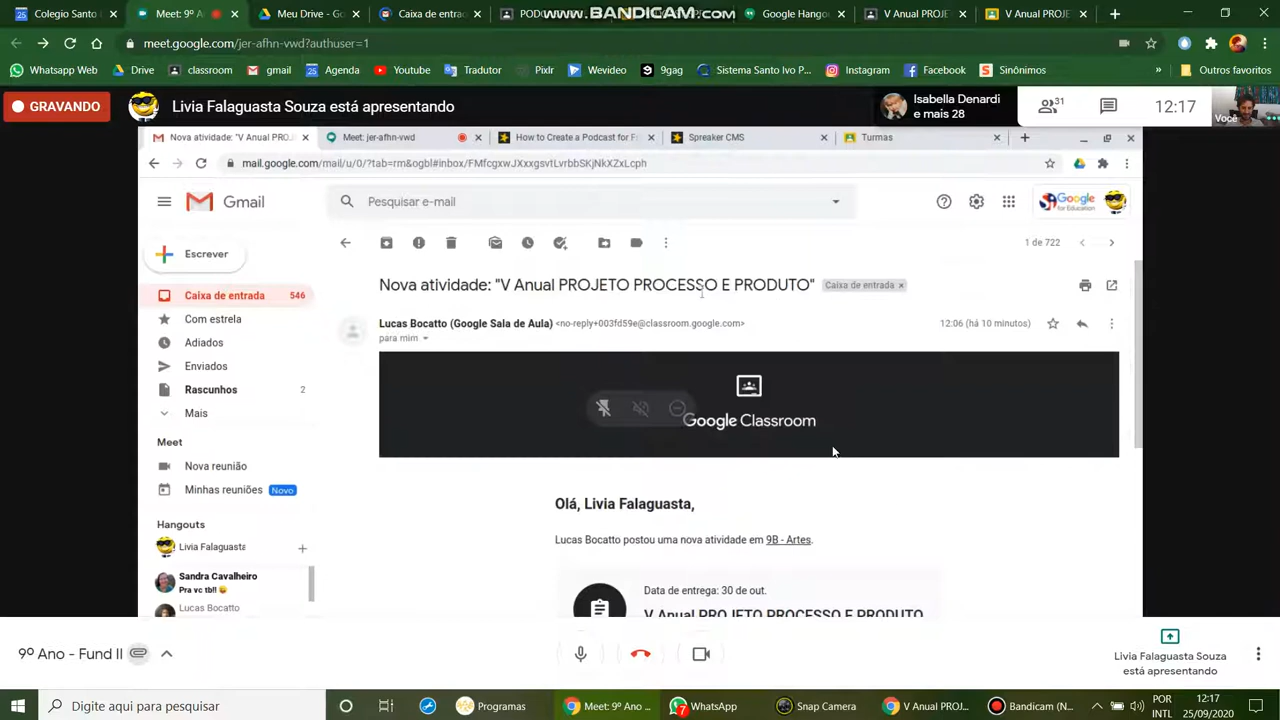 Calendário
Meet: 9º A
Meu Drive - Go
Caixa de entra
POD
www.BANDICAM.com
Google Hango
V Anual PROJE
V Anual PROJE
meet.google.com/jer-afhn-vwd?authuser=1
Whatsapp Web Drive classroom gmail Agenda Youtube Tradutor Pixlr Wevideo 9gag Sistema Santo Ivo P... Instagram Facebook Sinônimos » Outros favoritos
GRAVANDO
Livia Falaguasta Souza está apresentando
Isabella Denardi
e mais 28
31
12:17
Você
Nova atividade: "V Anual PROJ
Meet: jer-afhn-vwd
How to Create a Podcast for F
Spreaker CMS
Turmas
mail.google.com/mail/u/0/?tab=rm&ogbl#inbox/FMfcgxwJXxxgsvtLvrbbSKjNkXZxLcph
Gmail
Pesquisar e-mail
Google
for Education
Escrever
1 de 722
Nova atividade: "V Anual PROJETO PROCESSO E PRODUTO"
Caixa de entrada ×
Caixa de entrada 546
Com estrela
Adiados
Enviados
Rascunhos 2
Mais
Lucas Bocatto (Google Sala de Aula) <no-reply+003fd59e@classroom.google.com>
12:06 (há 10 minutos)
para mim
Google Classroom
Meet
Nova reunião
Minhas reuniões Novo
Hangouts
Livia Falaguasta
Sandra Cavalheiro
Pra vc tb!!
Lucas Bocatto
Olá, Livia Falaguasta,
Lucas Bocatto postou uma nova atividade em 9B - Artes.
Data de entrega: 30 de out.
V Anual PROJETO PROCESSO E PRODUTO
9º Ano - Fund II
Livia Falaguasta Souza
está apresentando
Digite aqui para pesquisar
Programas
Meet: 9º Ano ...
7
WhatsApp
Snap Camera
V Anual PROJ...
Bandicam (N...
POR
INTL
12:17
25/09/2020